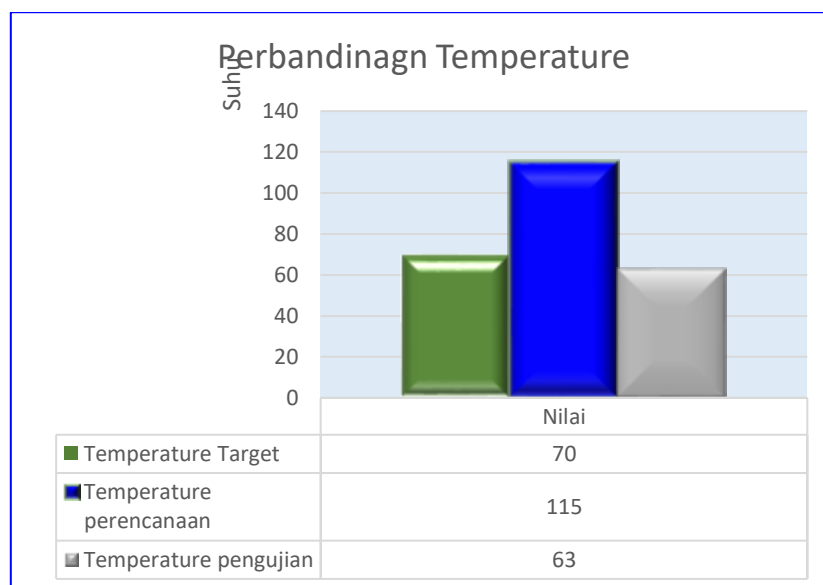 Perbandinagn Temperature
Suhu
140
120
100
80
60
40
20
0
Nilai
Temperature Target 70
Temperature
perencanaan 115
Temperature pengujian 63